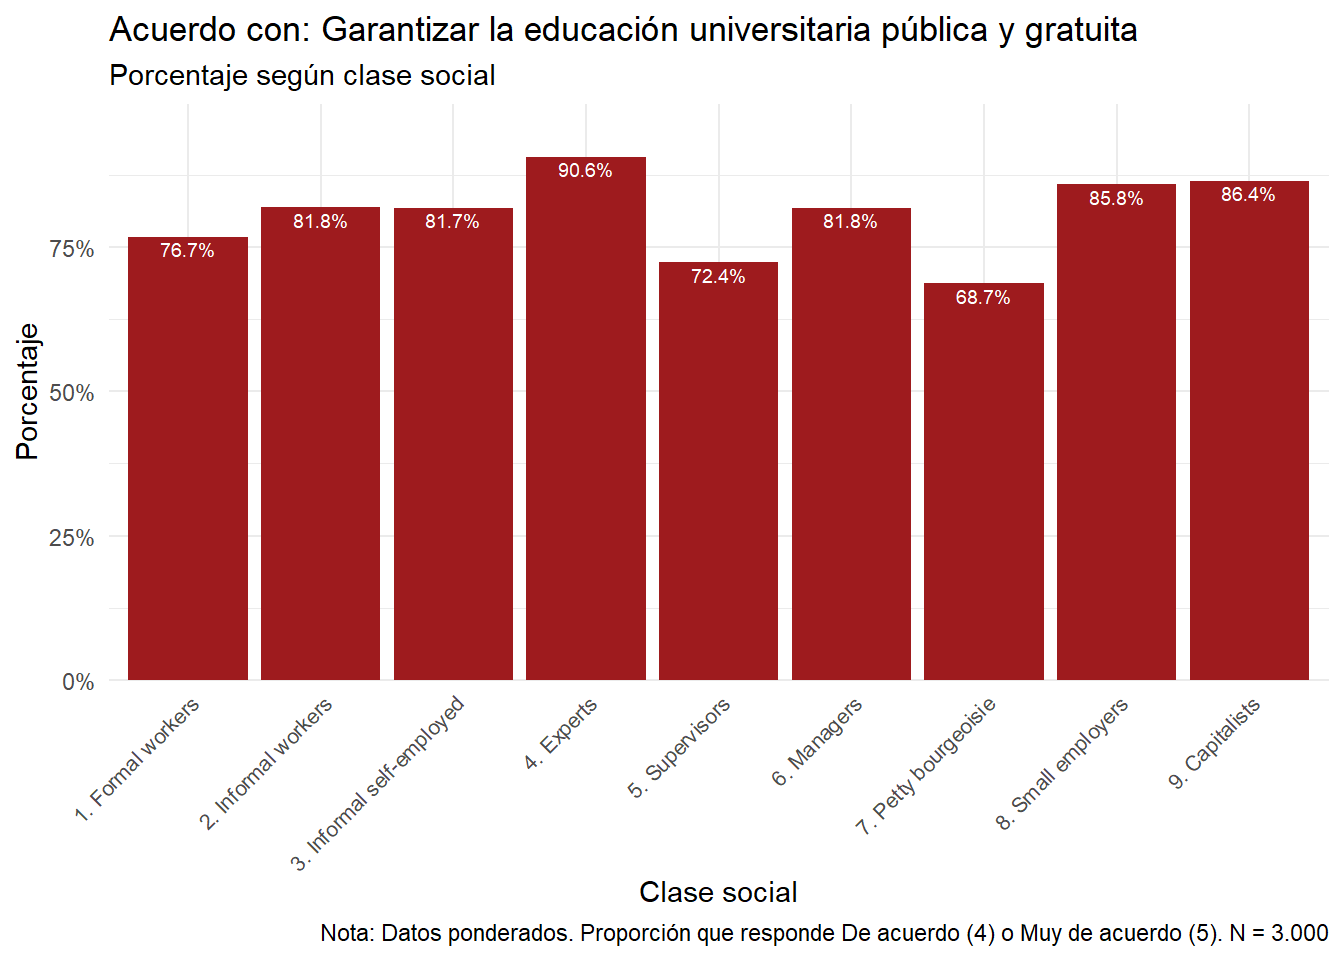 Acuerdo con: Garantizar la educación universitaria pública y gratuita
Porcentaje según clase social
Porcentaje
75%
50%
25%
0%
76.7%
81.8%
81.7%
90.6%
72.4%
81.8%
68.7%
85.8%
86.4%
1. Formal workers
2. Informal workers
3. Informal self-employed
4. Experts
5. Supervisors
6. Managers
7. Petty bourgeoisie
8. Small employers
9. Capitalists
Clase social
Nota: Datos ponderados. Proporción que responde De acuerdo (4) o Muy de acuerdo (5). N = 3.000